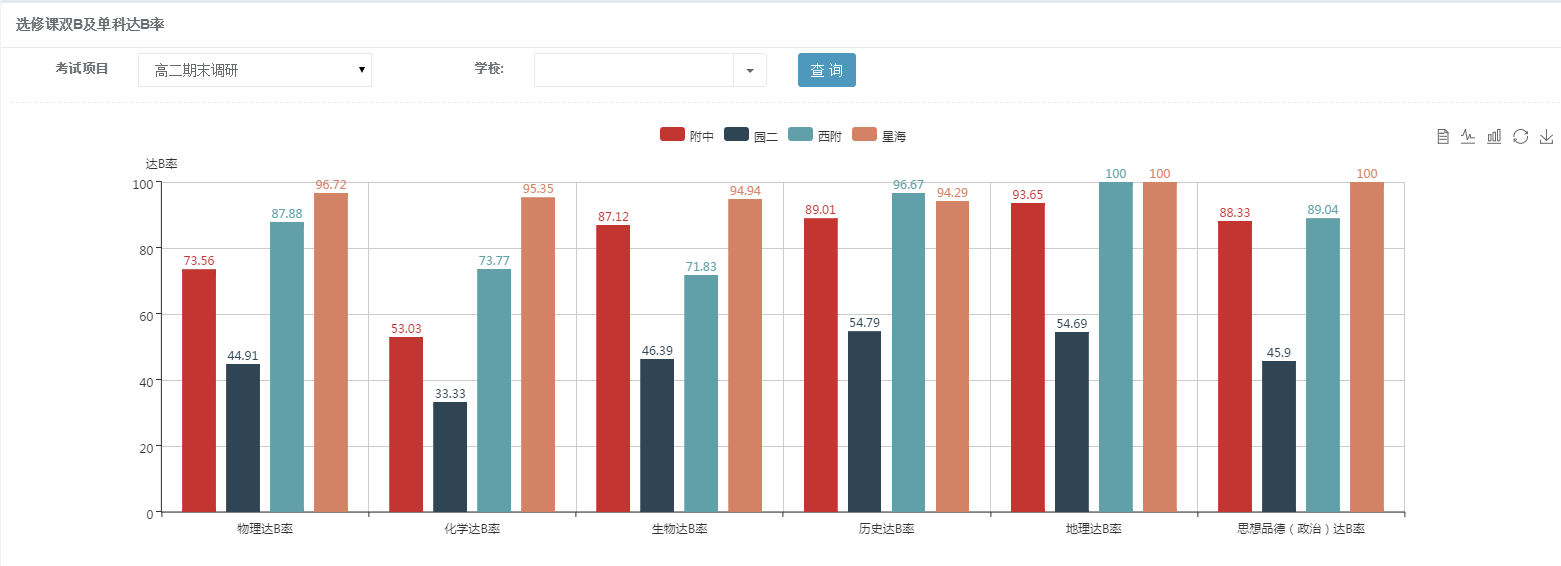 选修课双B及单科达B率
考试项目 高二期末调研 学校: 查 询
附中 园二 西附 星海
达B率
100
80
60
40
20
0
73.56 44.91 87.88 96.72
53.03 33.33 73.77 95.35
87.12 46.39 71.83 94.94
89.01 54.79 96.67 94.29
93.65 54.69 100 100
88.33 45.9 89.04 100
物理达B率 化学达B率 生物达B率 历史达B率 地理达B率 思想品德（政治）达B率